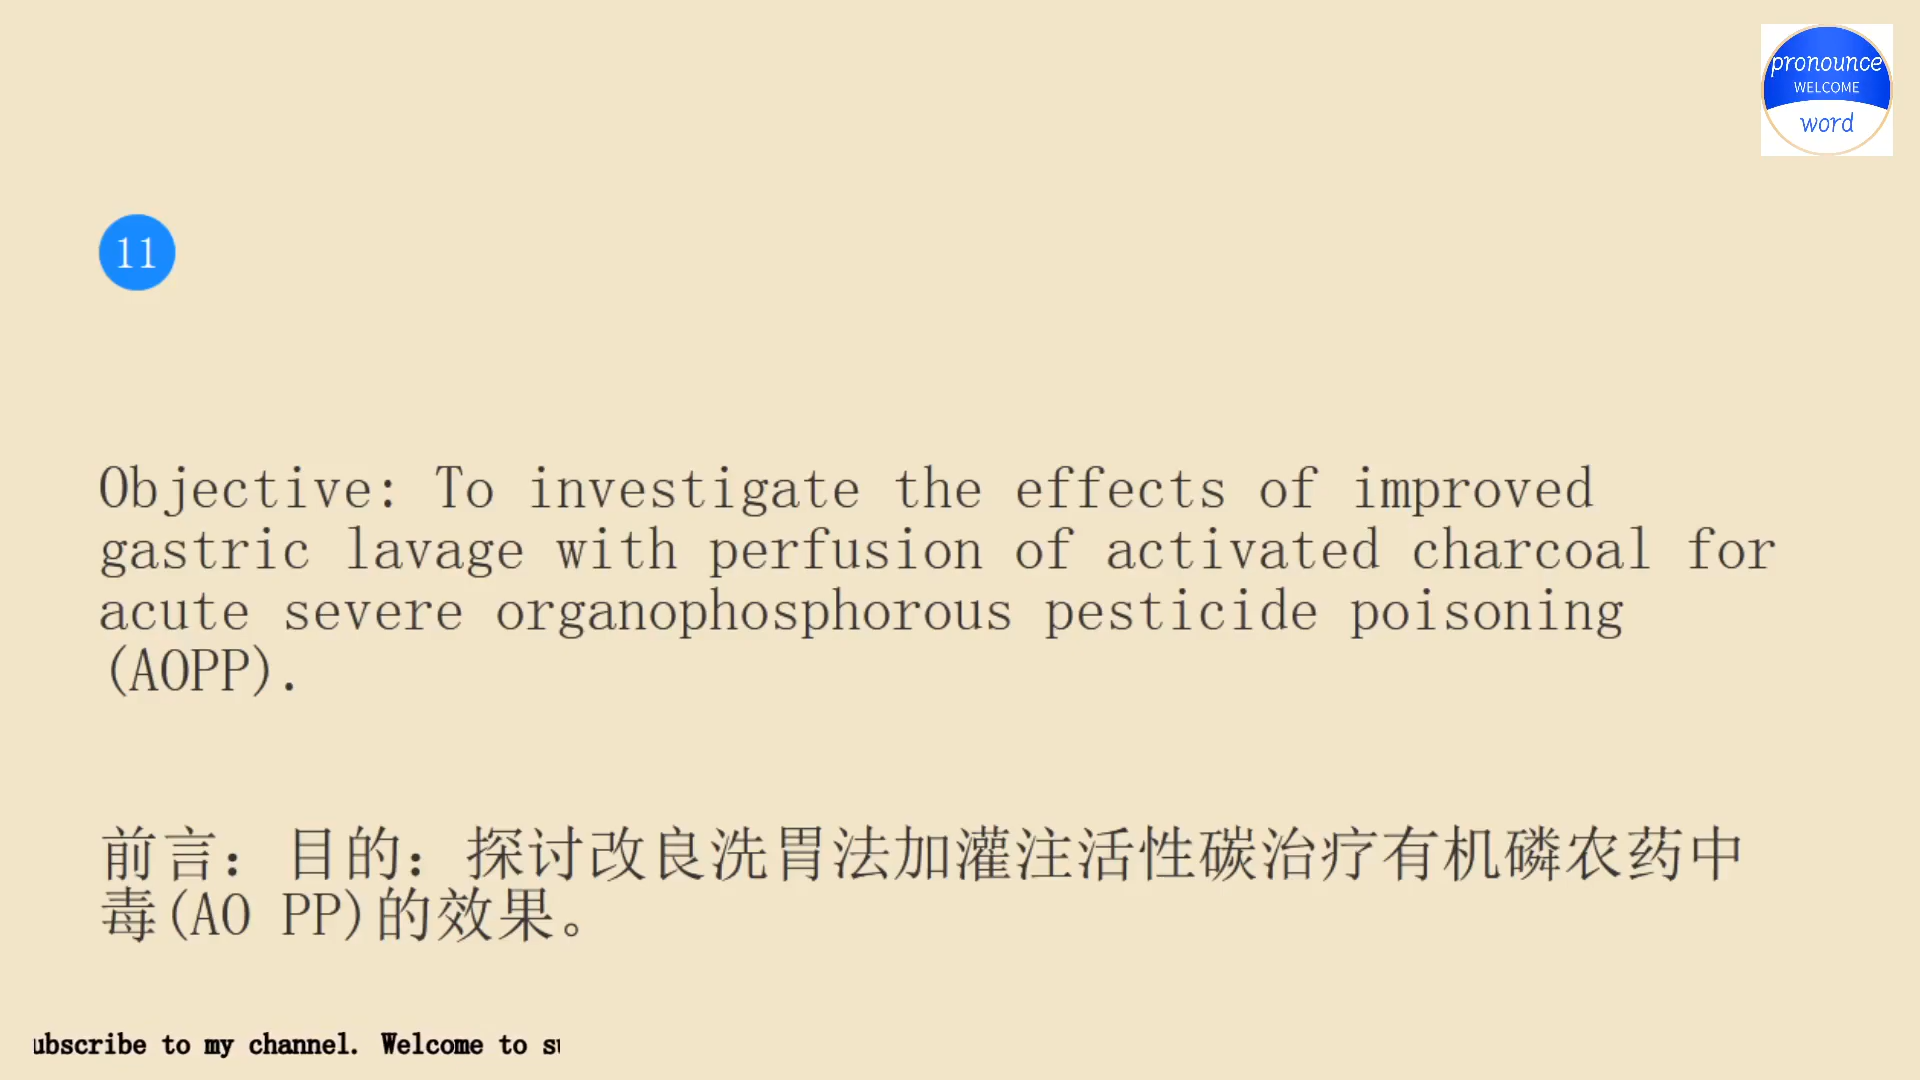 pronounce
WELCOME
word
11
Objective: To investigate the effects of improved
gastric lavage with perfusion of activated charcoal for
acute severe organophosphorous pesticide poisoning
(AOPP).
前言：目的：探讨改良洗胃法加灌注活性碳治疗有机磷农药中
毒(AO PP)的效果。
ubscribe to my channel. Welcome to su